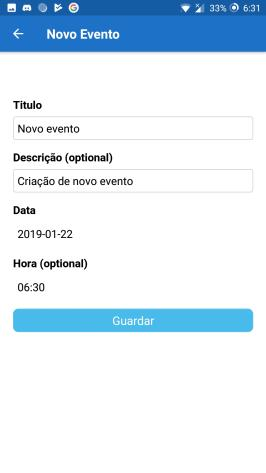 33% 6:31
Novo Evento
Título
Novo evento
Descrição (optional)
Criação de novo evento
Data
2019-01-22
Hora (optional)
06:30
Guardar